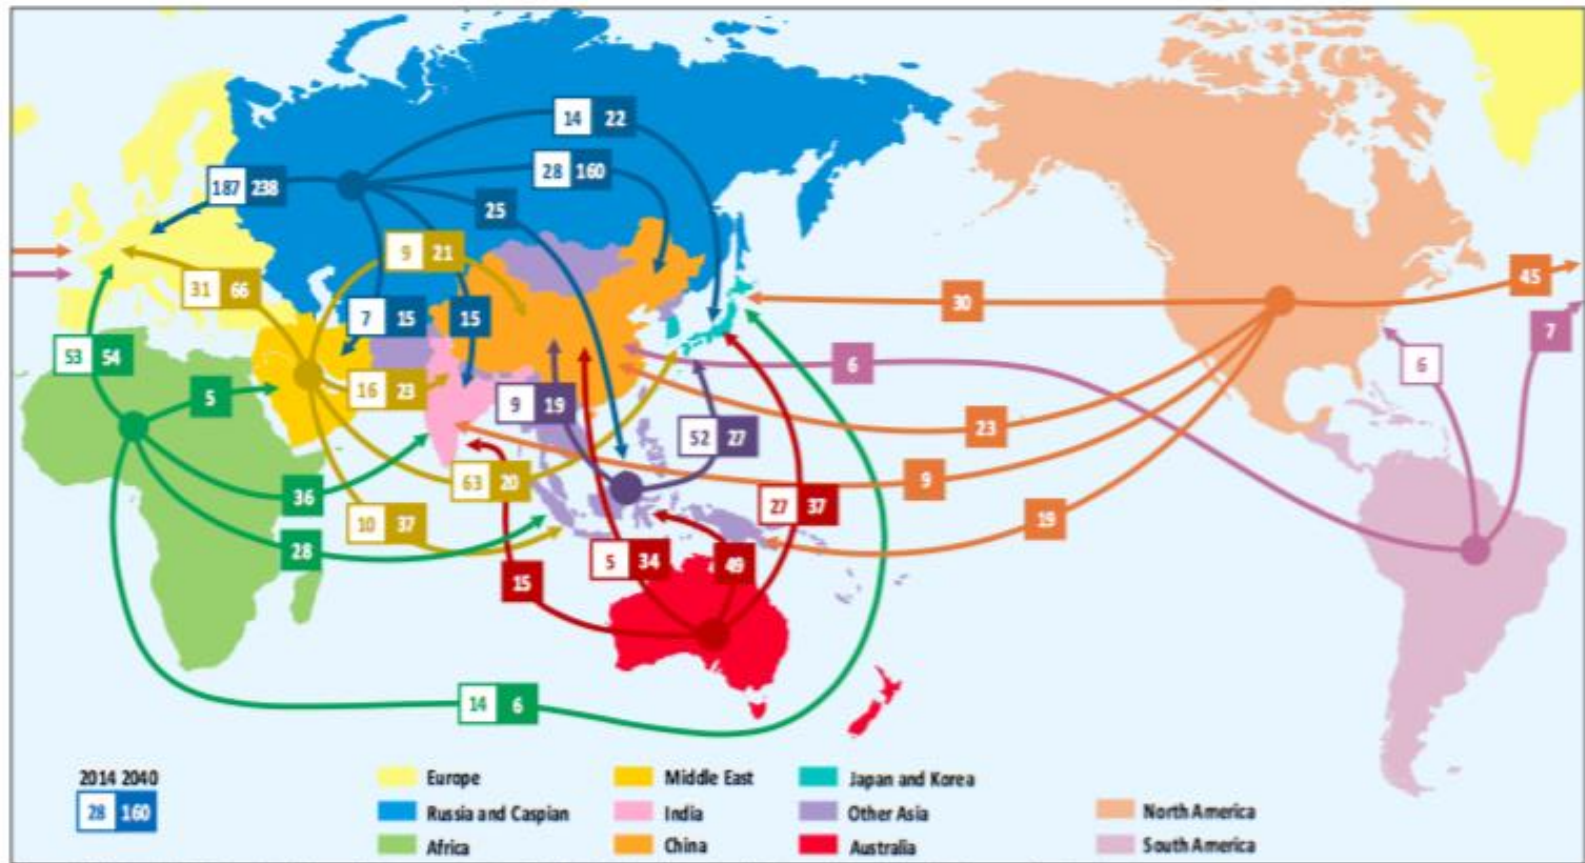 14 22
28 160
187 238
25
9 21
31 66
45
30
7 15
15
7
53 54
6
6
16 23
5
9 19
23
52 27
63 20
9
36
27 37
10 37
19
28
5 34
49
15
14 6
2014 2040
28 160
Europe
Middle East
Japan and Korea
Russia and Caspian
India
Other Asia
North America
Africa
China
Australia
South America